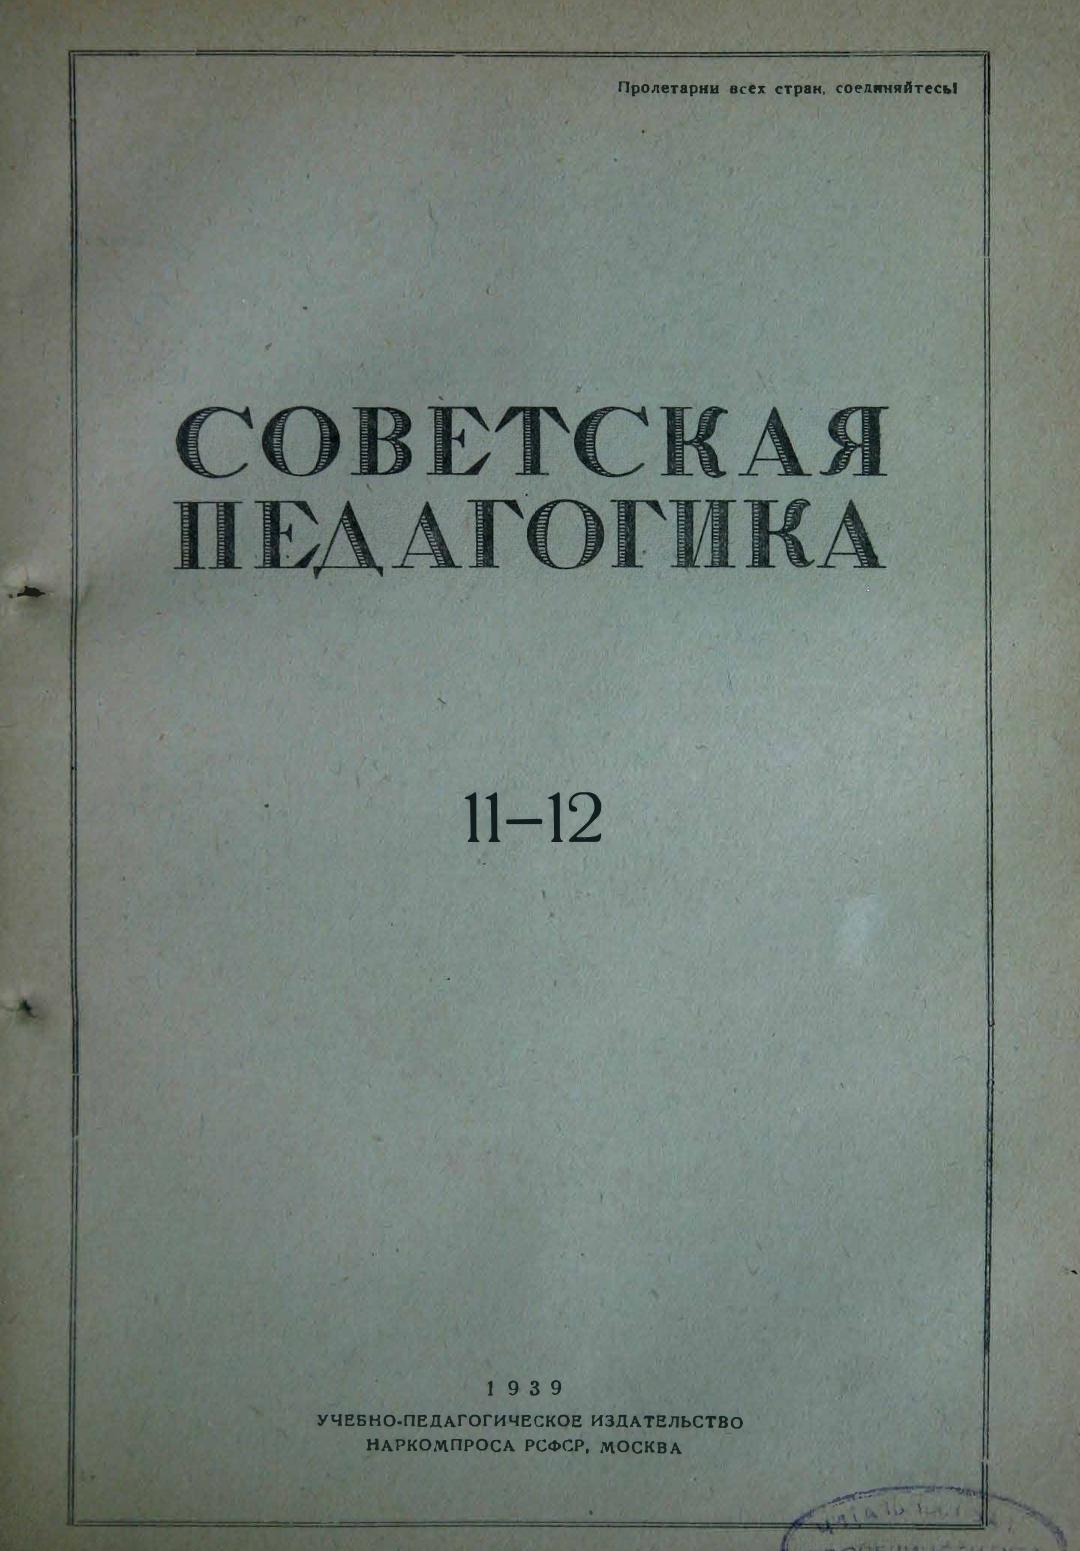 Пролетарии всех стран, соединяйтесь!
СОВЕТСКАЯ
ПЕДАГОГИКА
11–12
1939
УЧЕБНО-ПЕДАГОГИЧЕСКОЕ ИЗДАТЕЛЬСТВО
НАРКОМПРОСА РСФСР, МОСКВА